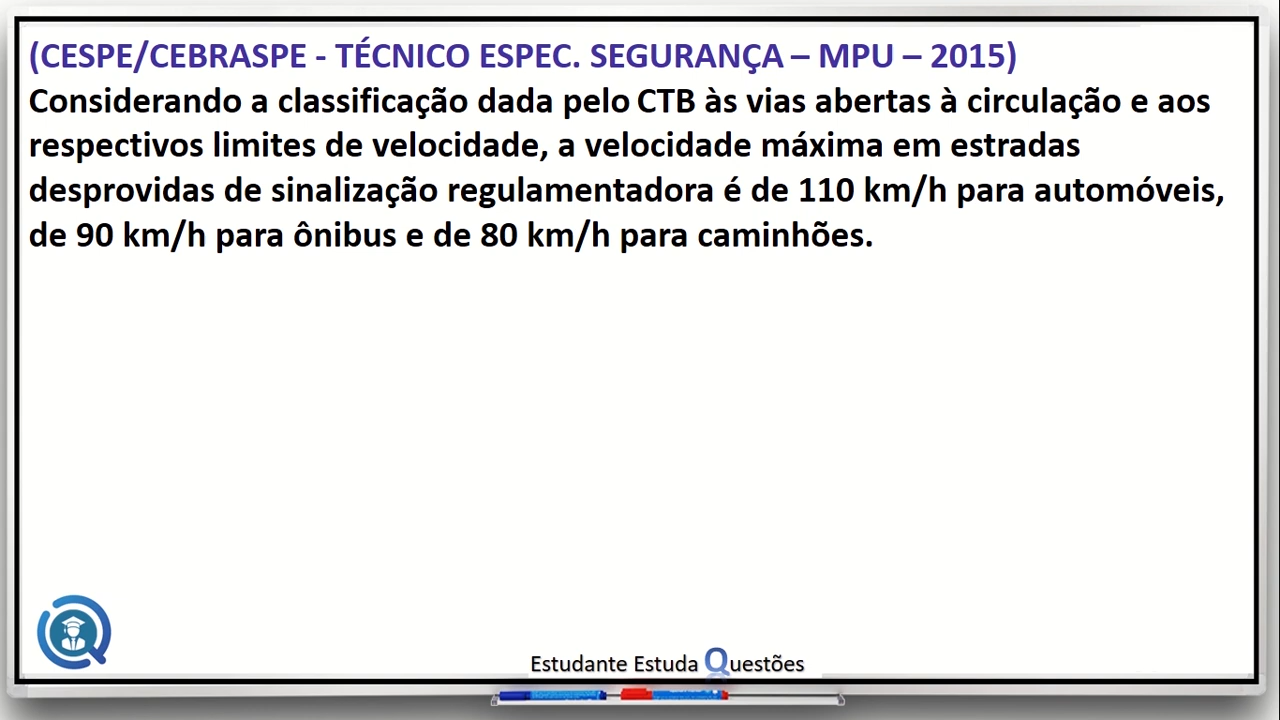 (CESPE/CEBRASPE - TÉCNICO ESPEC. SEGURANÇA – MPU – 2015)
Considerando a classificação dada pelo CTB às vias abertas à circulação e aos
respectivos limites de velocidade, a velocidade máxima em estradas
desprovidas de sinalização regulamentadora é de 110 km/h para automóveis,
de 90 km/h para ônibus e de 80 km/h para caminhões.
Estudante Estuda Questões